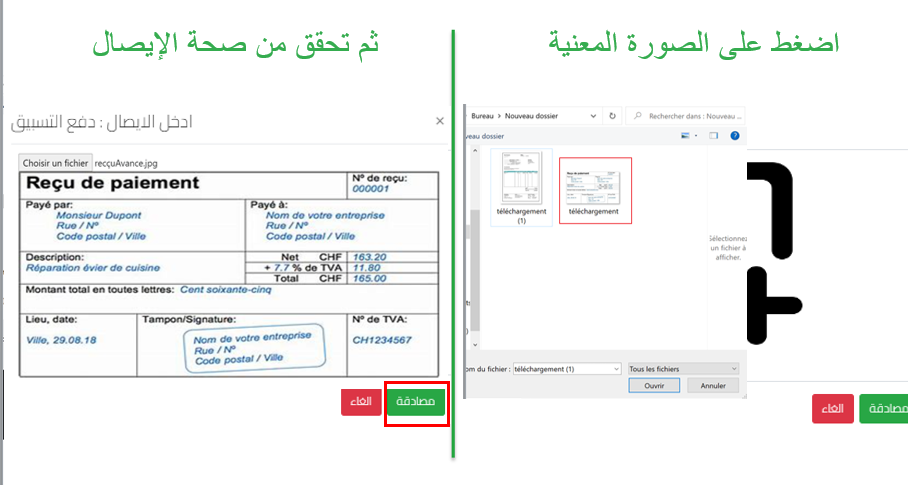 اضغط على الصورة المعنية
ثم تحقق من صحة الإيصال
Bureau > Nouveau dossier
Rechercher dans : Nouveau ...
veau dossier
téléchargement (1)
téléchargement
Sélectionnez
un fichier à
afficher.
om du fichier : téléchargement (1)
Tous les fichiers
Ouvrir
Annuler
مصادقة
الغاء
ادخل الايصال : دفع التسبيق
×
Choisir un fichier recçuAvance.jpg
Reçu de paiement
Nº de reçu:
000001
Payé par:
Monsieur Dupont
Rue / Nº
Code postal / Ville
Payé à:
Nom de votre entreprise
Rue / Nº
Code postal / Ville
Description:
Réparation évier de cuisine
Net CHF 163.20
+ 7.7 % de TVA 11.80
Total CHF 165.00
Montant total en toutes lettres: Cent soixante-cinq
Lieu, date:
Ville, 29.08.18
Tampon/Signature:
Nom de votre entreprise
Rue / Nº
Code postal / Ville
Nº de TVA:
CH1234567
مصادقة
الغاء